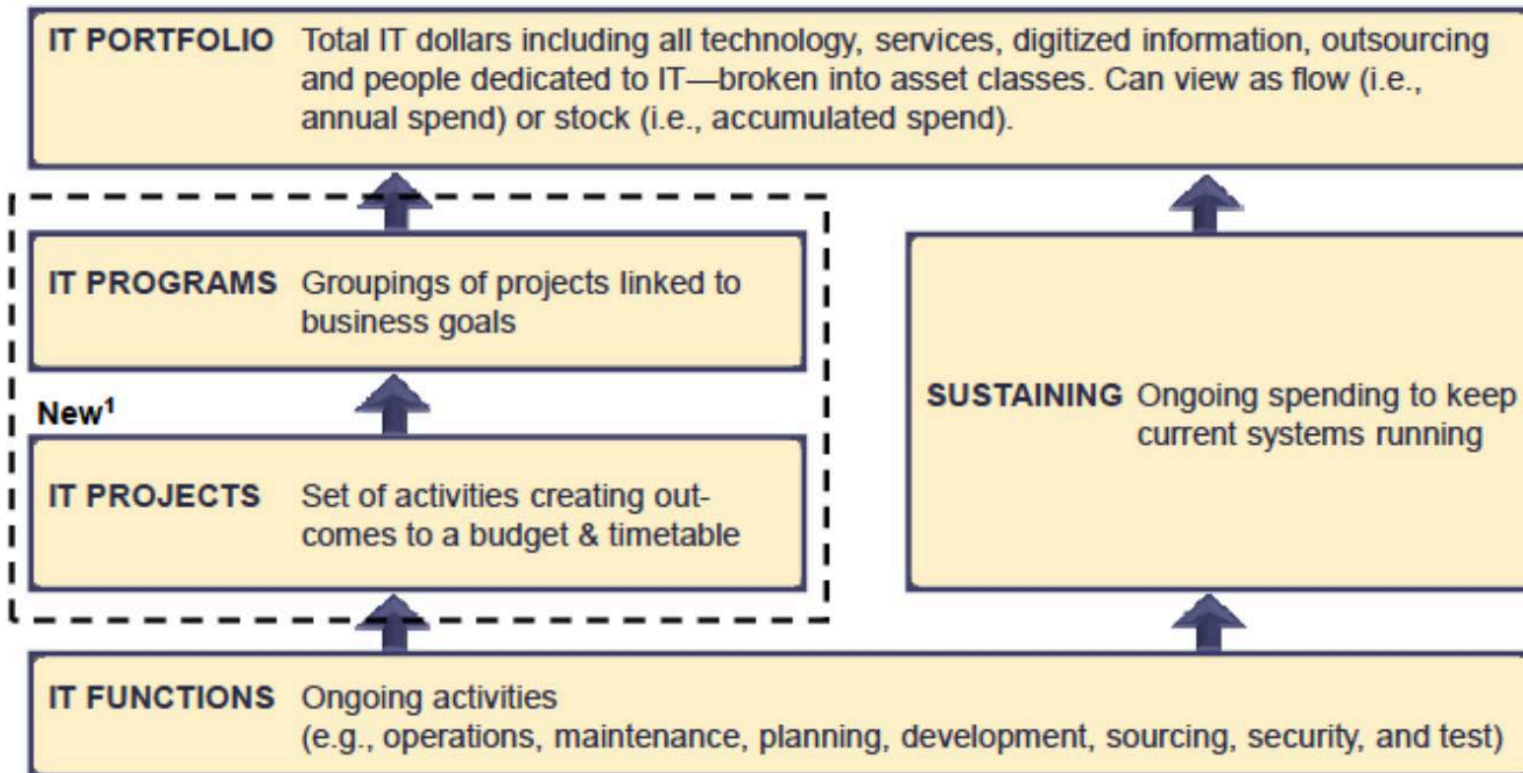 IT PORTFOLIO Total IT dollars including all technology, services, digitized information, outsourcing
and people dedicated to IT—broken into asset classes. Can view as flow (i.e.,
annual spend) or stock (i.e., accumulated spend).
IT PROGRAMS Groupings of projects linked to
business goals
New¹
IT PROJECTS Set of activities creating out-
comes to a budget & timetable
SUSTAINING Ongoing spending to keep
current systems running
IT FUNCTIONS Ongoing activities
(e.g., operations, maintenance, planning, development, sourcing, security, and test)